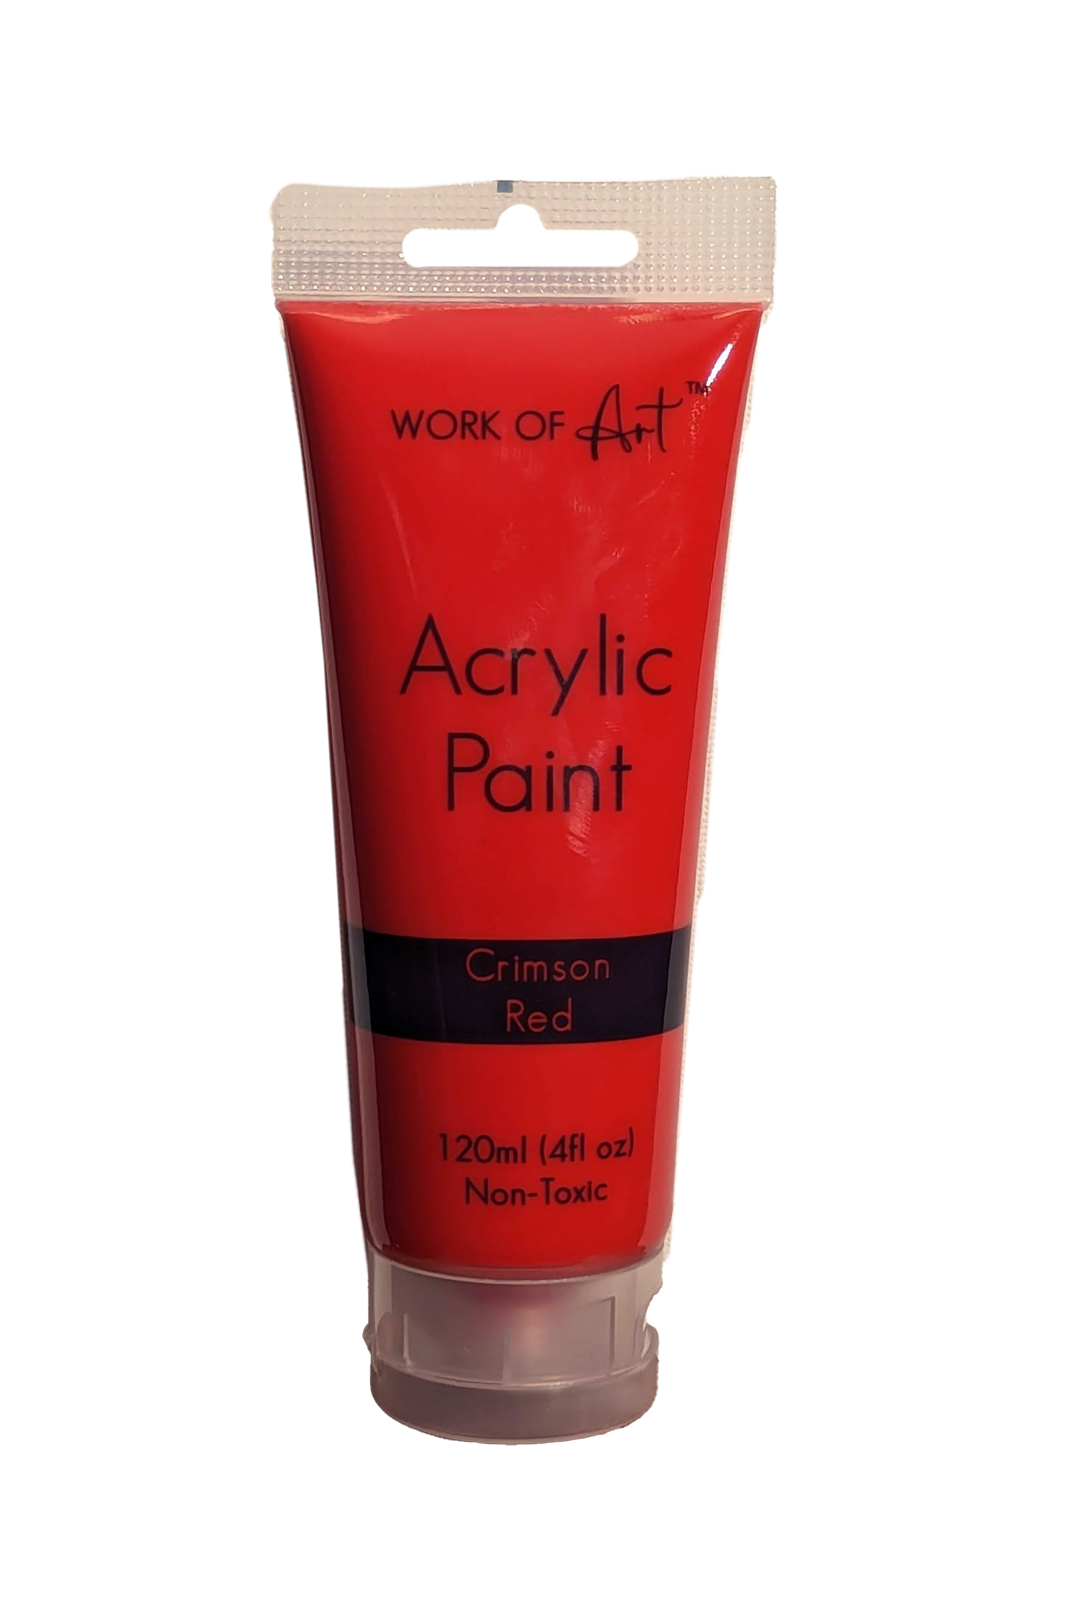 WORK OF Art™
Acrylic
Paint
Crimson
Red
120ml (4fl oz)
Non-Toxic